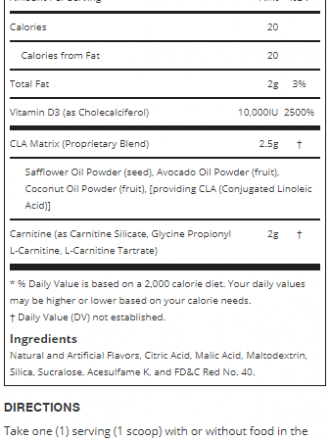 Amount Per Serving
Calories 20
Calories from Fat 20
Total Fat 2g 3%
Vitamin D3 (as Cholecalciferol) 10,000IU 2500%
CLA Matrix (Proprietary Blend) 2.5g †
Safflower Oil Powder (seed), Avocado Oil Powder (fruit),
Coconut Oil Powder (fruit), [providing CLA (Conjugated Linoleic
Acid)]
Carnitine (as Carnitine Silicate, Glycine Propionyl 2g †
L-Carnitine, L-Carnitine Tartrate)
* % Daily Value is based on a 2,000 calorie diet. Your daily values
may be higher or lower based on your calorie needs.
† Daily Value (DV) not established.
Ingredients
Natural and Artificial Flavors, Citric Acid, Malic Acid, Maltodextrin,
Silica, Sucralose, Acesulfame K, and FD&C Red No. 40.
DIRECTIONS
Take one (1) serving (1 scoop) with or without food in the